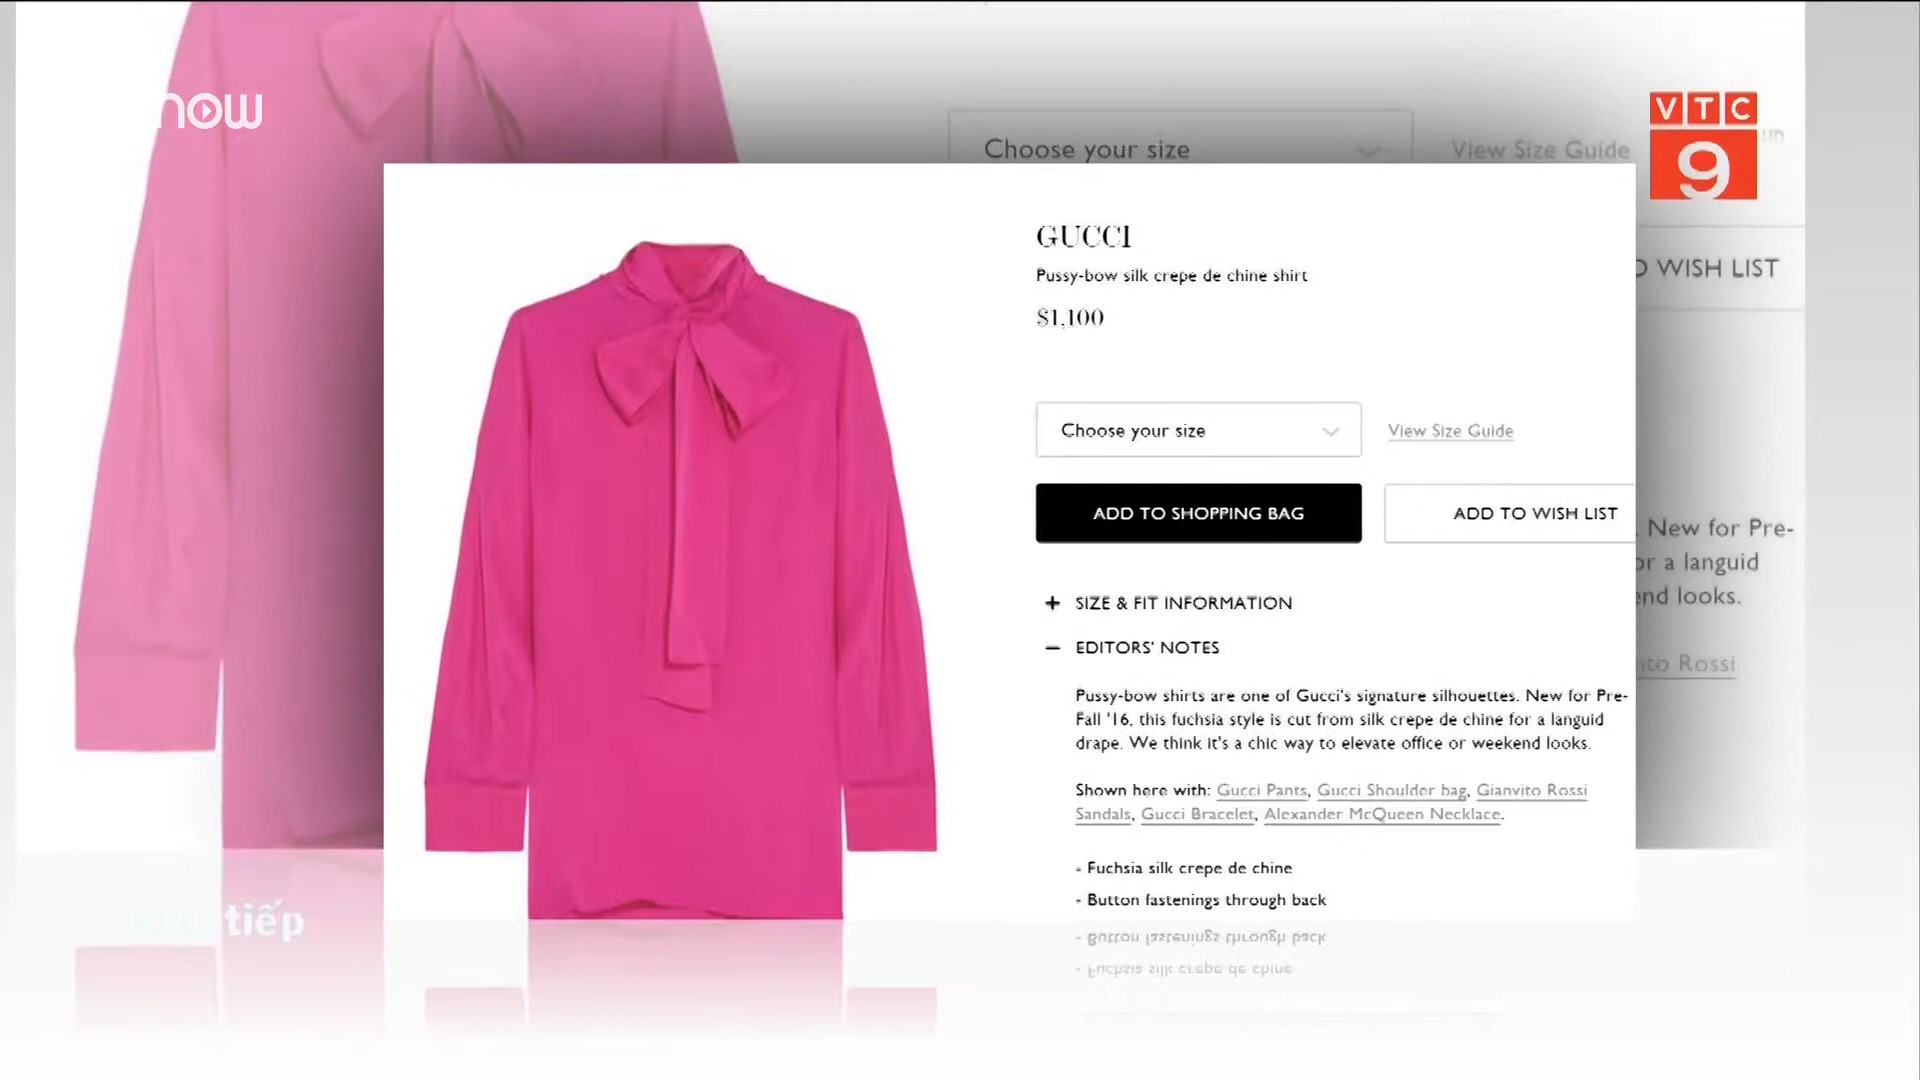 now
VTC
9
Choose your size
View Size Guide
WISH LIST
New for Pre-
or a languid
end looks.
Rossi
GUCCI
Pussy-bow silk crepe de chine shirt
$1,100
Choose your size
View Size Guide
ADD TO SHOPPING BAG
ADD TO WISH LIST
+ SIZE & FIT INFORMATION
– EDITORS' NOTES
Pussy-bow shirts are one of Gucci's signature silhouettes. New for Pre-
Fall '16, this fuchsia style is cut from silk crepe de chine for a languid
drape. We think it's a chic way to elevate office or weekend looks.
Shown here with: Gucci Pants, Gucci Shoulder bag, Gianvito Rossi
Sandals, Gucci Bracelet, Alexander McQueen Necklace.
- Fuchsia silk crepe de chine
- Button fastenings through back
tiếp